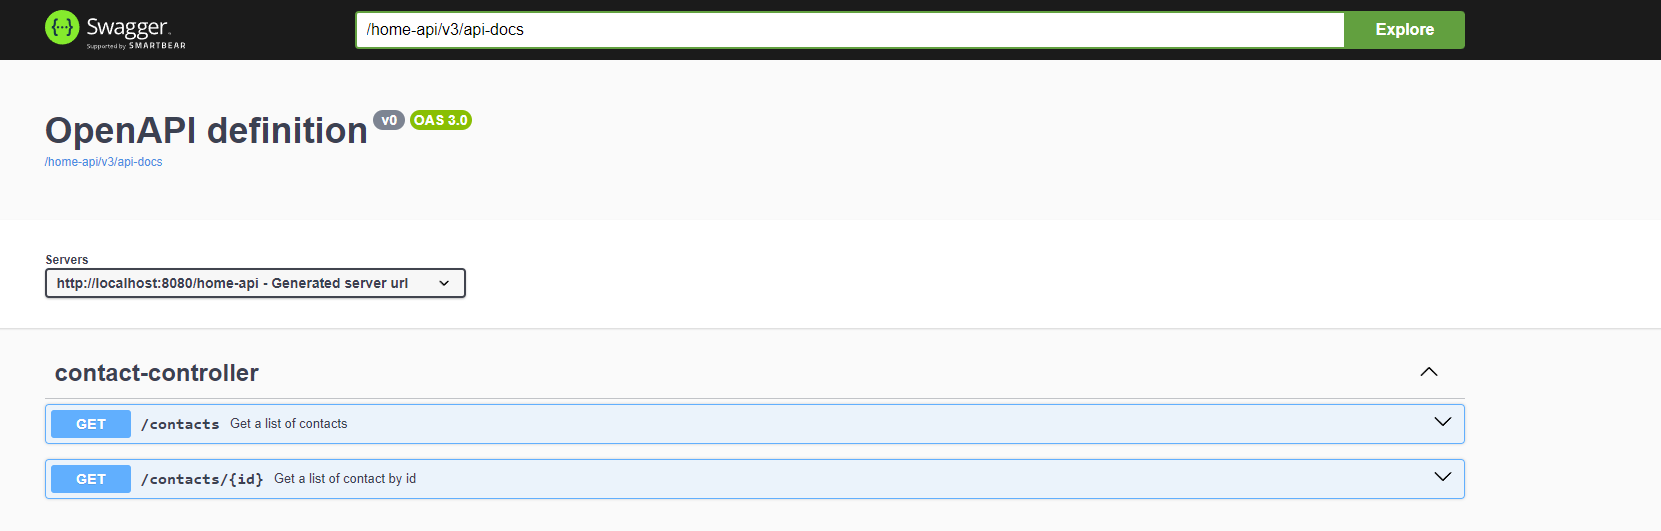 Swagger
Supported by SMARTBEAR
/home-api/v3/api-docs
Explore
OpenAPI definition v0 OAS 3.0
/home-api/v3/api-docs
Servers
http://localhost:8080/home-api - Generated server url
contact-controller
GET /contacts Get a list of contacts
GET /contacts/{id} Get a list of contact by id